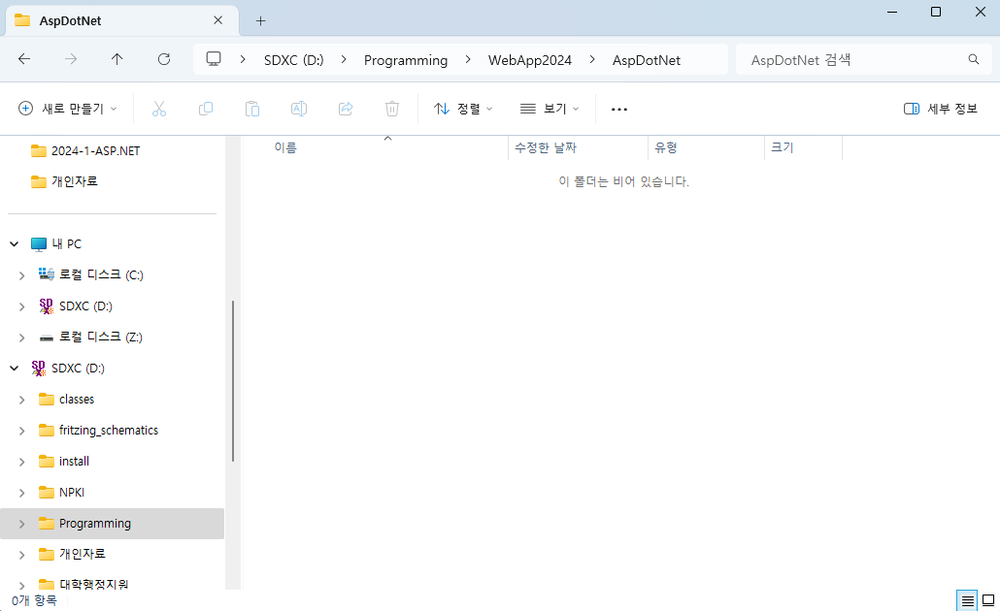 AspDotNet
SDXC (D:) Programming WebApp2024 AspDotNet
AspDotNet 검색
새로 만들기 정렬 보기 세부 정보
2024-1-ASP.NET
개인자료
내 PC
로컬 디스크 (C:)
SDXC (D:)
로컬 디스크 (Z:)
SDXC (D:)
classes
fritzing_schematics
install
NPKI
Programming
개인자료
대학행정지원
이름 수정한 날짜 유형 크기
이 폴더는 비어 있습니다.
0개 항목